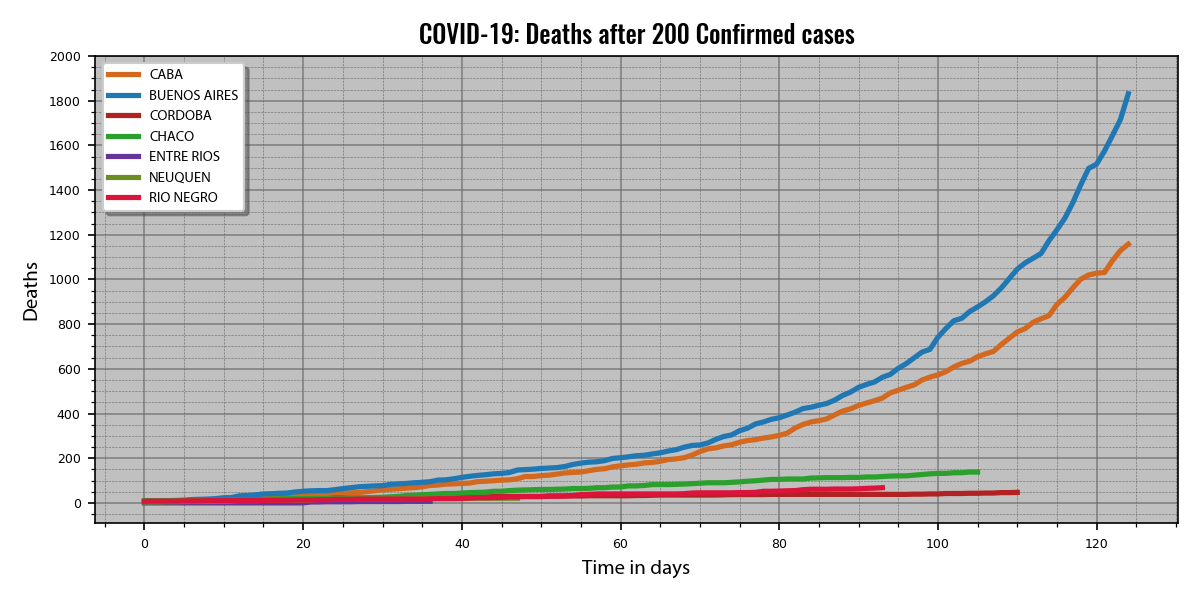 COVID-19: Deaths after 200 Confirmed cases
2000
1800
1600
1400
1200
1000
800
600
400
200
0
Deaths
CABA
BUENOS AIRES
CORDOBA
CHACO
ENTRE RIOS
NEUQUEN
RIO NEGRO
0 20 40 60 80 100 120
Time in days